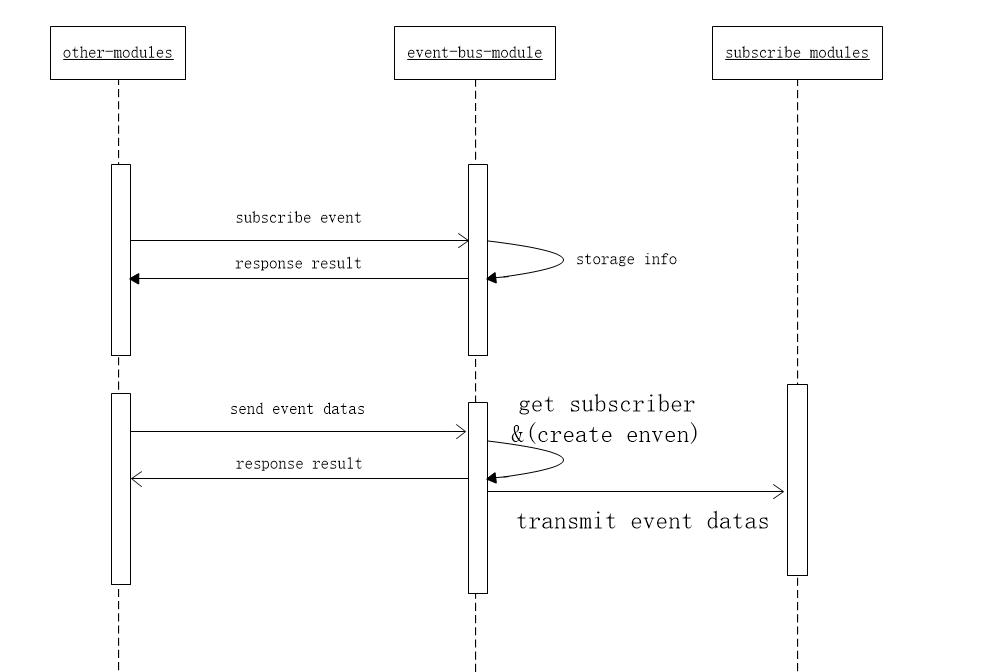 other-modules
event-bus-module
subscribe modules
subscribe event
response result
storage info
send event datas
get subscriber
&(create enven)
response result
transmit event datas